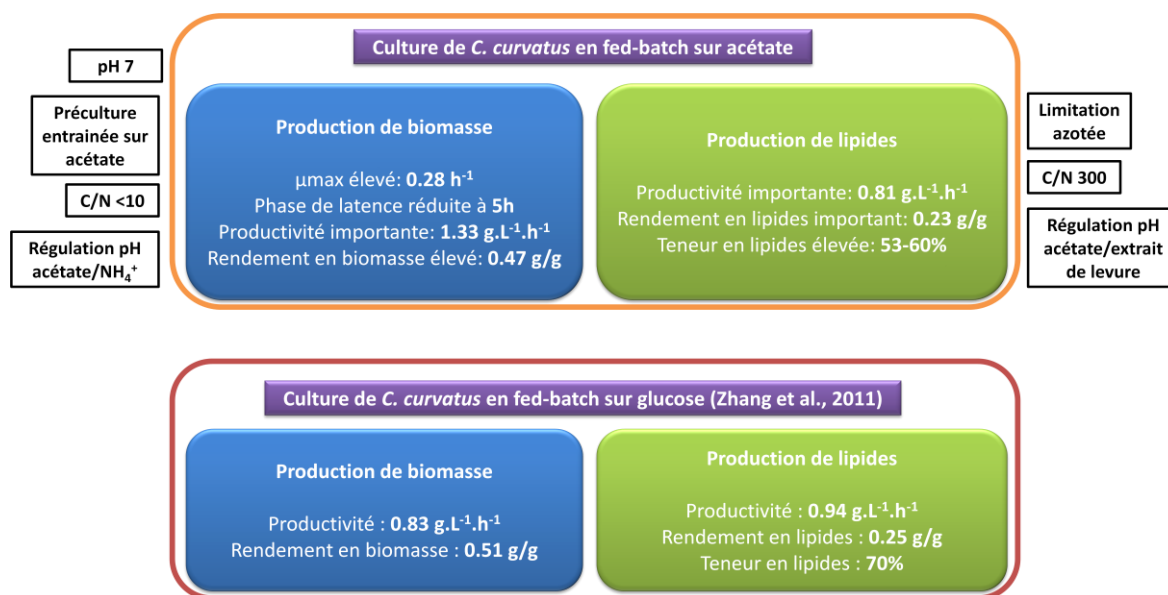 Culture de C. curvatus en fed-batch sur acétate
pH 7
Préculture
entrainée sur
acétate
C/N <10
Régulation pH
acétate/NH₄⁺
Production de biomasse
µmax élevé: 0.28 h⁻¹
Phase de latence réduite à 5h
Productivité importante: 1.33 g.L⁻¹.h⁻¹
Rendement en biomasse élevé: 0.47 g/g
Production de lipides
Productivité importante: 0.81 g.L⁻¹.h⁻¹
Rendement en lipides important: 0.23 g/g
Teneur en lipides élevée: 53-60%
Limitation
azotée
C/N 300
Régulation pH
acétate/extrait
de levure
Culture de C. curvatus en fed-batch sur glucose (Zhang et al., 2011)
Production de biomasse
Productivité : 0.83 g.L⁻¹.h⁻¹
Rendement en biomasse : 0.51 g/g
Production de lipides
Productivité : 0.94 g.L⁻¹.h⁻¹
Rendement en lipides : 0.25 g/g
Teneur en lipides : 70%